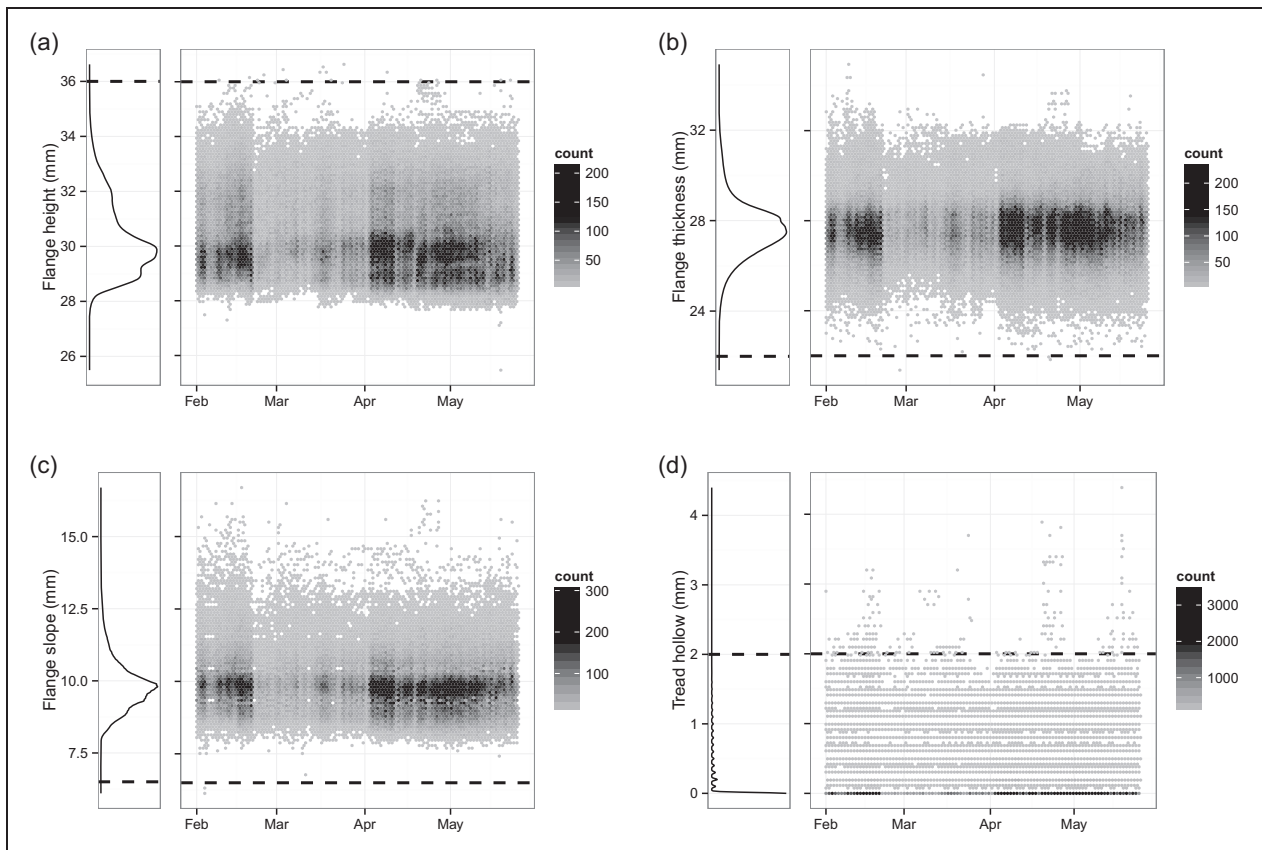 (a)
Flange height (mm)
36
34
32
30
28
26
Feb
Mar
Apr
May
count
200
150
100
50
(b)
Flange thickness (mm)
32
28
24
Feb
Mar
Apr
May
count
200
150
100
50
(c)
Flange slope (mm)
15.0
12.5
10.0
7.5
Feb
Mar
Apr
May
count
300
200
100
(d)
Tread hollow (mm)
4
3
2
1
0
Feb
Mar
Apr
May
count
3000
2000
1000